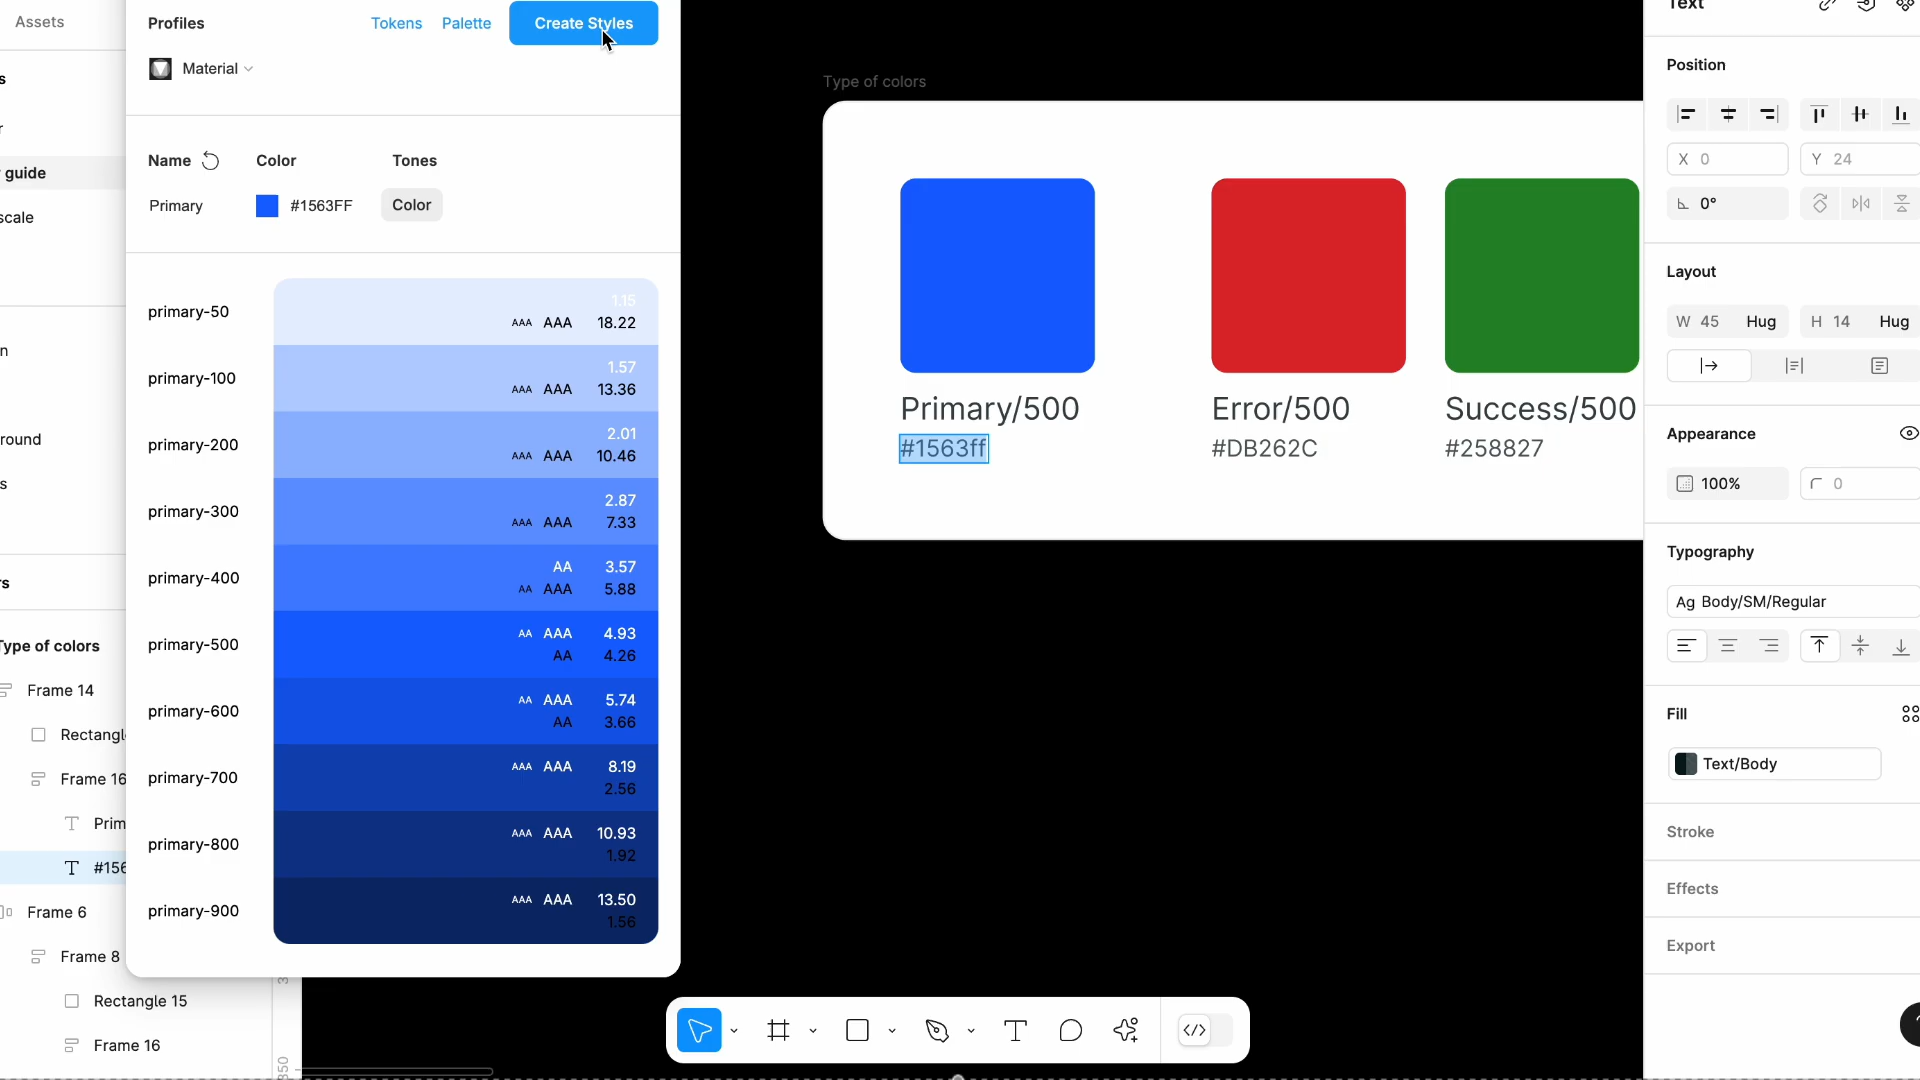 Assets
guide
scale
Type of colors
Frame 14
Frame 16
Frame 6
Frame 8
Rectangle 15
Frame 16
Profiles
Tokens
Palette
Create Styles
Material
Name
Color
Tones
Primary
#1563FF
Color
primary-50
1.15
AAA AAA 18.22
primary-100
1.57
AAA AAA 13.36
primary-200
2.01
AAA AAA 10.46
primary-300
2.87
AAA AAA 7.33
primary-400
AA 3.57
AA AAA 5.88
primary-500
AA AAA 4.93
AA 4.26
primary-600
AA AAA 5.74
AA 3.66
primary-700
AAA AAA 8.19
2.56
primary-800
AAA AAA 10.93
1.92
primary-900
AAA AAA 13.50
1.56
Type of colors
Primary/500
#1563ff
Error/500
#DB262C
Success/500
#258827
Text
Position
X 0
Y 24
0°
Layout
W 45 Hug
H 14 Hug
Appearance
100%
0
Typography
Ag Body/SM/Regular
Fill
Text/Body
Stroke
Effects
Export